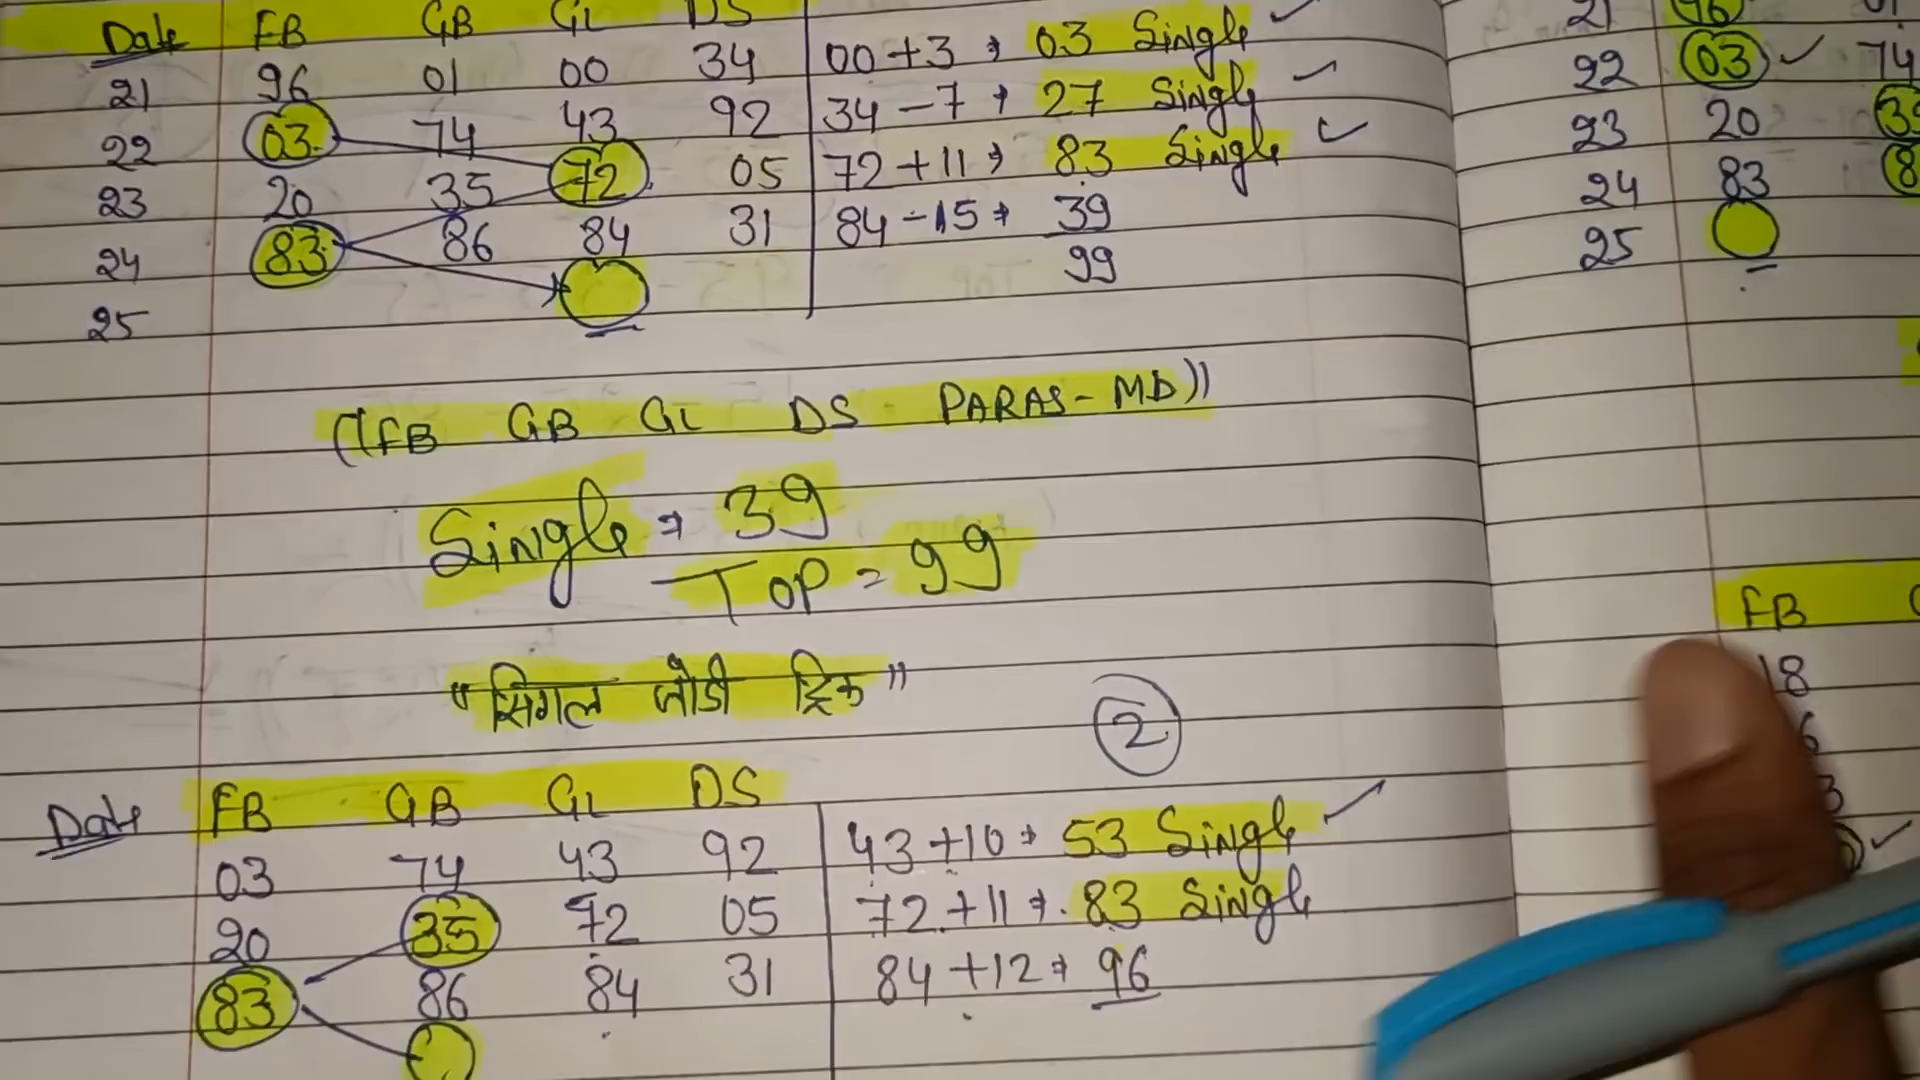 Date FB GB GL DS
21 96 01 00 34 00+3 → 03 Single ✓
22 03 74 43 92 34-7 → 27 Single ✓
23 20 35 72 05 72+11 → 83 Single ✓
24 83 86 84 31 84-15 → 39
99
25
((FB GB GL DS PARAS-MD))
Single → 39
TOP = 99
"सिगल जोडी ट्रिक"
2
Date FB GB GL DS
03 74 43 92 43+10 → 53 Single ✓
20 35 72 05 72+11 → 83 Single
83 86 84 31 84+12 → 96
21 96
22 03 ✓ 74
23 20
24 83
25
FB
18